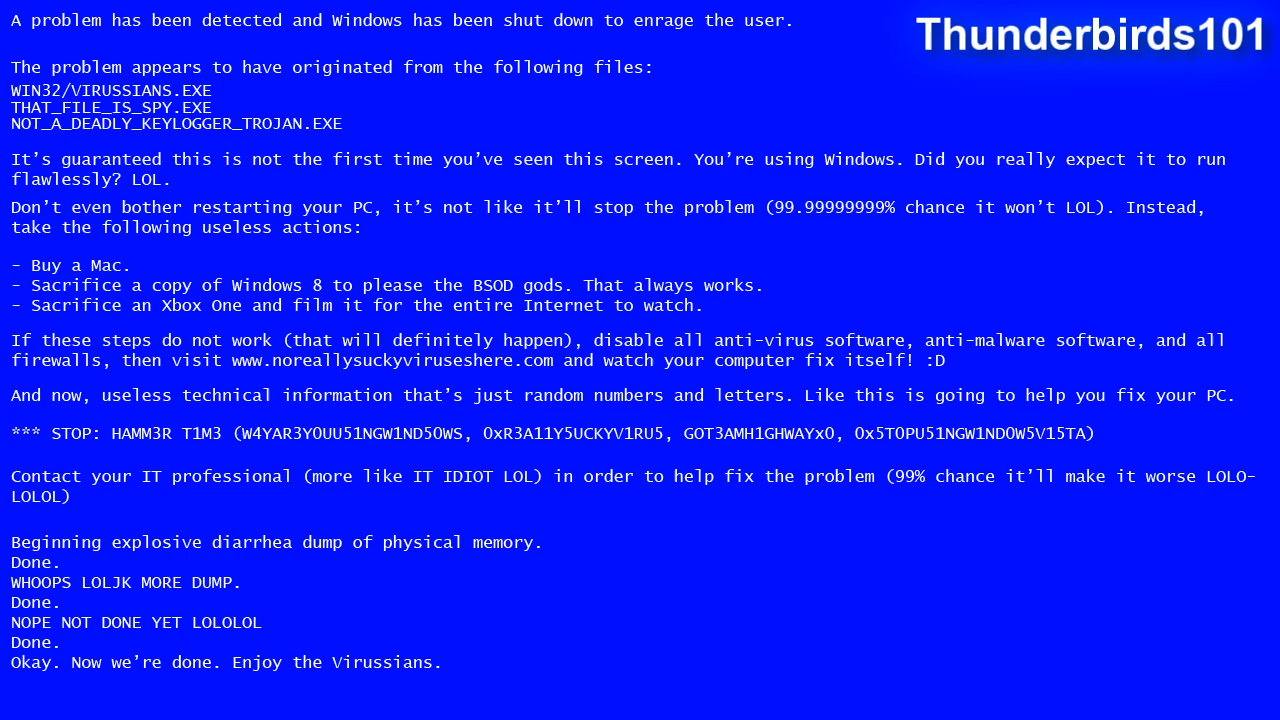 A problem has been detected and Windows has been shut down to enrage the user.
Thunderbirds101
The problem appears to have originated from the following files:
WIN32/VIRUSSIANS.EXE
THAT_FILE_IS_SPY.EXE
NOT_A_DEADLY_KEYLOGGER_TROJAN.EXE
It’s guaranteed this is not the first time you’ve seen this screen. You’re using Windows. Did you really expect it to run
flawlessly? LOL.
Don’t even bother restarting your PC, it’s not like it’ll stop the problem (99.99999999% chance it won’t LOL). Instead,
take the following useless actions:
- Buy a Mac.
- Sacrifice a copy of Windows 8 to please the BSOD gods. That always works.
- Sacrifice an Xbox One and film it for the entire Internet to watch.
If these steps do not work (that will definitely happen), disable all anti-virus software, anti-malware software, and all
firewalls, then visit www.noreallysuckyviruseshere.com and watch your computer fix itself! :D
And now, useless technical information that’s just random numbers and letters. Like this is going to help you fix your PC.
*** STOP: HAMM3R T1M3 (W4YAR3YOUU51NGW1ND5OWS, 0xR3A11Y5UCKYV1RU5, GOT3AMH1GHWAYx0, 0x5TOPU51NGW1NDOW5V15TA)
Contact your IT professional (more like IT IDIOT LOL) in order to help fix the problem (99% chance it’ll make it worse LOLO-
LOLOL)
Beginning explosive diarrhea dump of physical memory.
Done.
WHOOPS LOLJK MORE DUMP.
Done.
NOPE NOT DONE YET LOLOLOL
Done.
Okay. Now we’re done. Enjoy the Virussians.